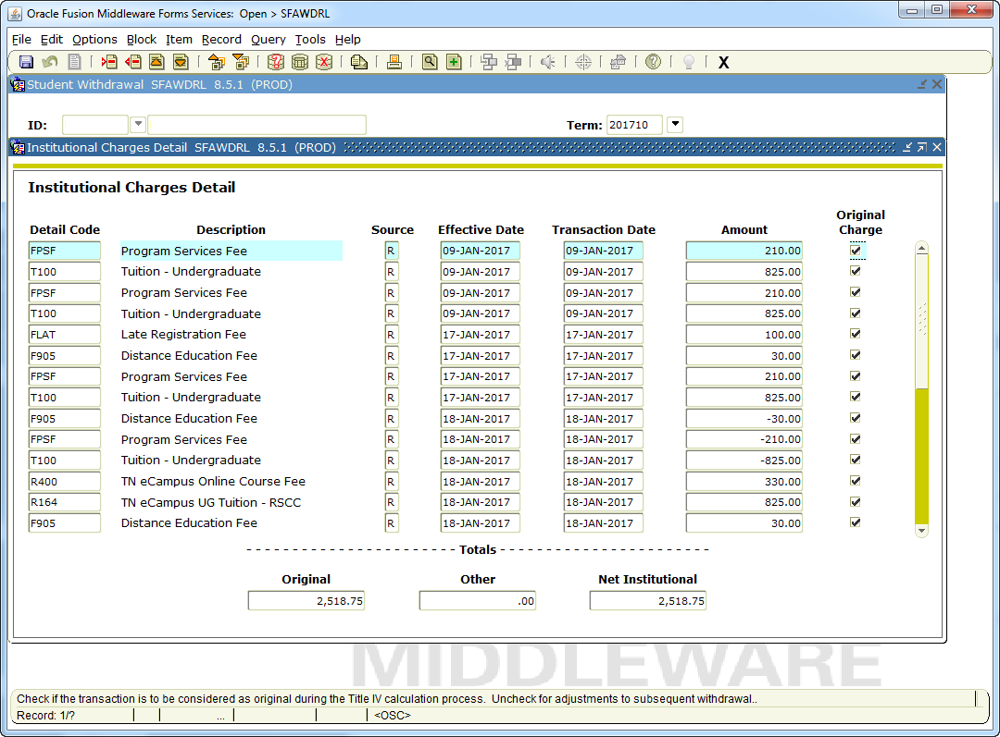 Oracle Fusion Middleware Forms Services: Open > SFAWDRL
File Edit Options Block Item Record Query Tools Help
X
Student Withdrawal SFAWDRL 8.5.1 (PROD)
ID: Term: 201710
Institutional Charges Detail SFAWDRL 8.5.1 (PROD)
Institutional Charges Detail
Detail Code Description Source Effective Date Transaction Date Amount Original Charge
FPSF Program Services Fee R 09-JAN-2017 09-JAN-2017 210.00
T100 Tuition - Undergraduate R 09-JAN-2017 09-JAN-2017 825.00
FPSF Program Services Fee R 09-JAN-2017 09-JAN-2017 210.00
T100 Tuition - Undergraduate R 09-JAN-2017 09-JAN-2017 825.00
FLAT Late Registration Fee R 17-JAN-2017 17-JAN-2017 100.00
F905 Distance Education Fee R 17-JAN-2017 17-JAN-2017 30.00
FPSF Program Services Fee R 17-JAN-2017 17-JAN-2017 210.00
T100 Tuition - Undergraduate R 17-JAN-2017 17-JAN-2017 825.00
F905 Distance Education Fee R 18-JAN-2017 18-JAN-2017 -30.00
FPSF Program Services Fee R 18-JAN-2017 18-JAN-2017 -210.00
T100 Tuition - Undergraduate R 18-JAN-2017 18-JAN-2017 -825.00
R400 TN eCampus Online Course Fee R 18-JAN-2017 18-JAN-2017 330.00
R164 TN eCampus UG Tuition - RSCC R 18-JAN-2017 18-JAN-2017 825.00
F905 Distance Education Fee R 18-JAN-2017 18-JAN-2017 30.00
Totals
Original Other Net Institutional
2,518.75 .00 2,518.75
MIDDLEWARE
Check if the transaction is to be considered as original during the Title IV calculation process. Uncheck for adjustments to subsequent withdrawal..
Record: 1/? ... <OSC>